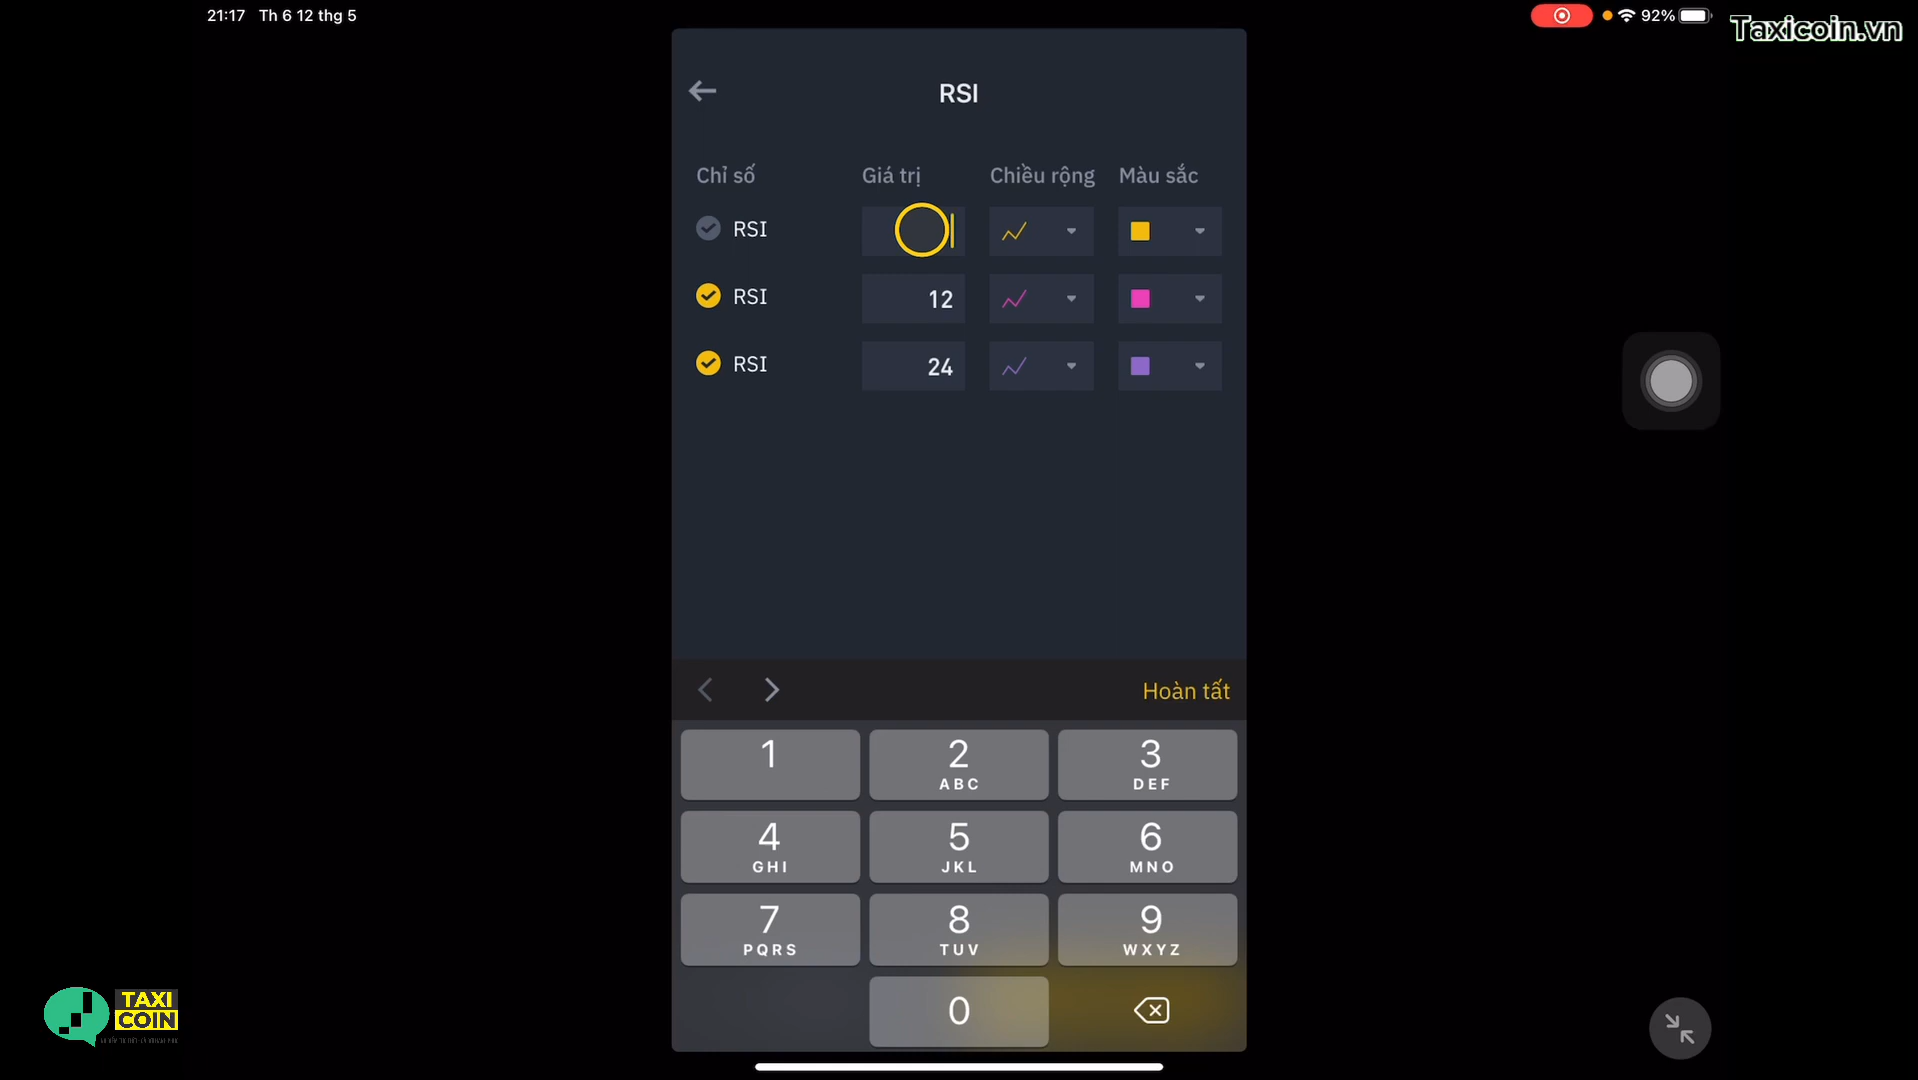 21:17 Th 6 12 thg 5
92%
Taxicoin.vn
RSI
Chỉ số Giá trị Chiều rộng Màu sắc
RSI
RSI 12
RSI 24
Hoàn tất
1 2 3
ABC DEF
4 5 6
GHI JKL MNO
7 8 9
PQRS TUV WXYZ
0
TAXI
COIN